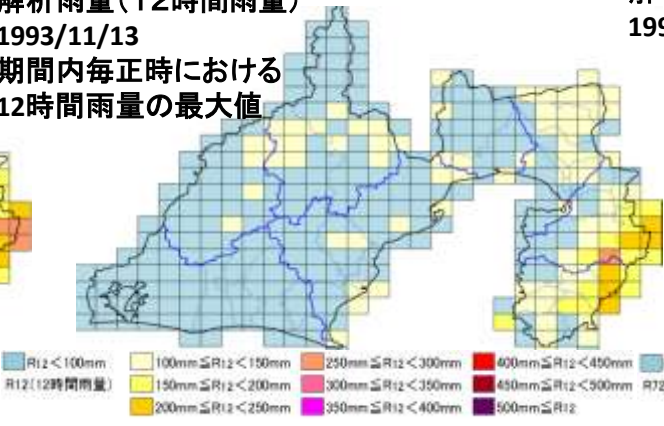 解析雨量(12時間雨量)
1993/11/13
期間内毎正時における
12時間雨量の最大値
199
R12<100mm
100mm≦R12<150mm
250mm≦R12<300mm
400mm≦R12<450mm
R12(12時間雨量)
150mm≦R12<200mm
300mm≦R12<350mm
450mm≦R12<500mm
R72
200mm≦R12<250mm
350mm≦R12<400mm
500mm≦R12